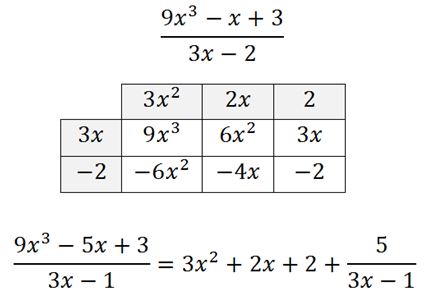 9x³ − x + 3
3x − 2
3x² 2x 2
3x 9x³ 6x² 3x
−2 −6x² −4x −2
9x³ − 5x + 3
3x − 1
= 3x² + 2x + 2 +
5
3x − 1